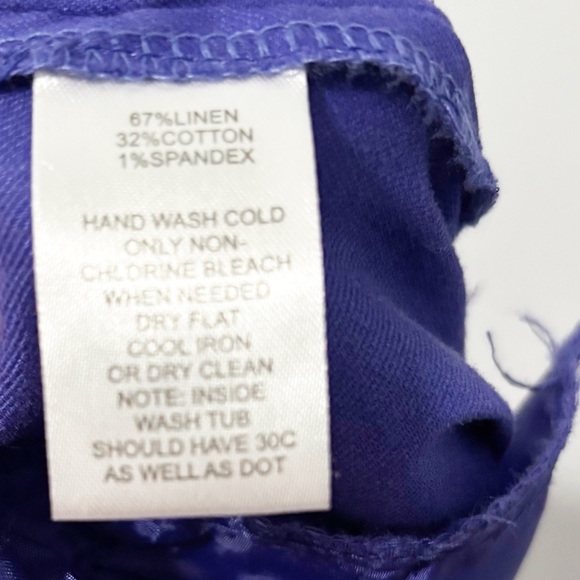 67%LINEN
32%COTTON
1%SPANDEX
HAND WASH COLD
ONLY NON-
CHLORINE BLEACH
WHEN NEEDED
DRY FLAT
COOL IRON
OR DRY CLEAN
NOTE: INSIDE
WASH TUB
SHOULD HAVE 30C
AS WELL AS DOT